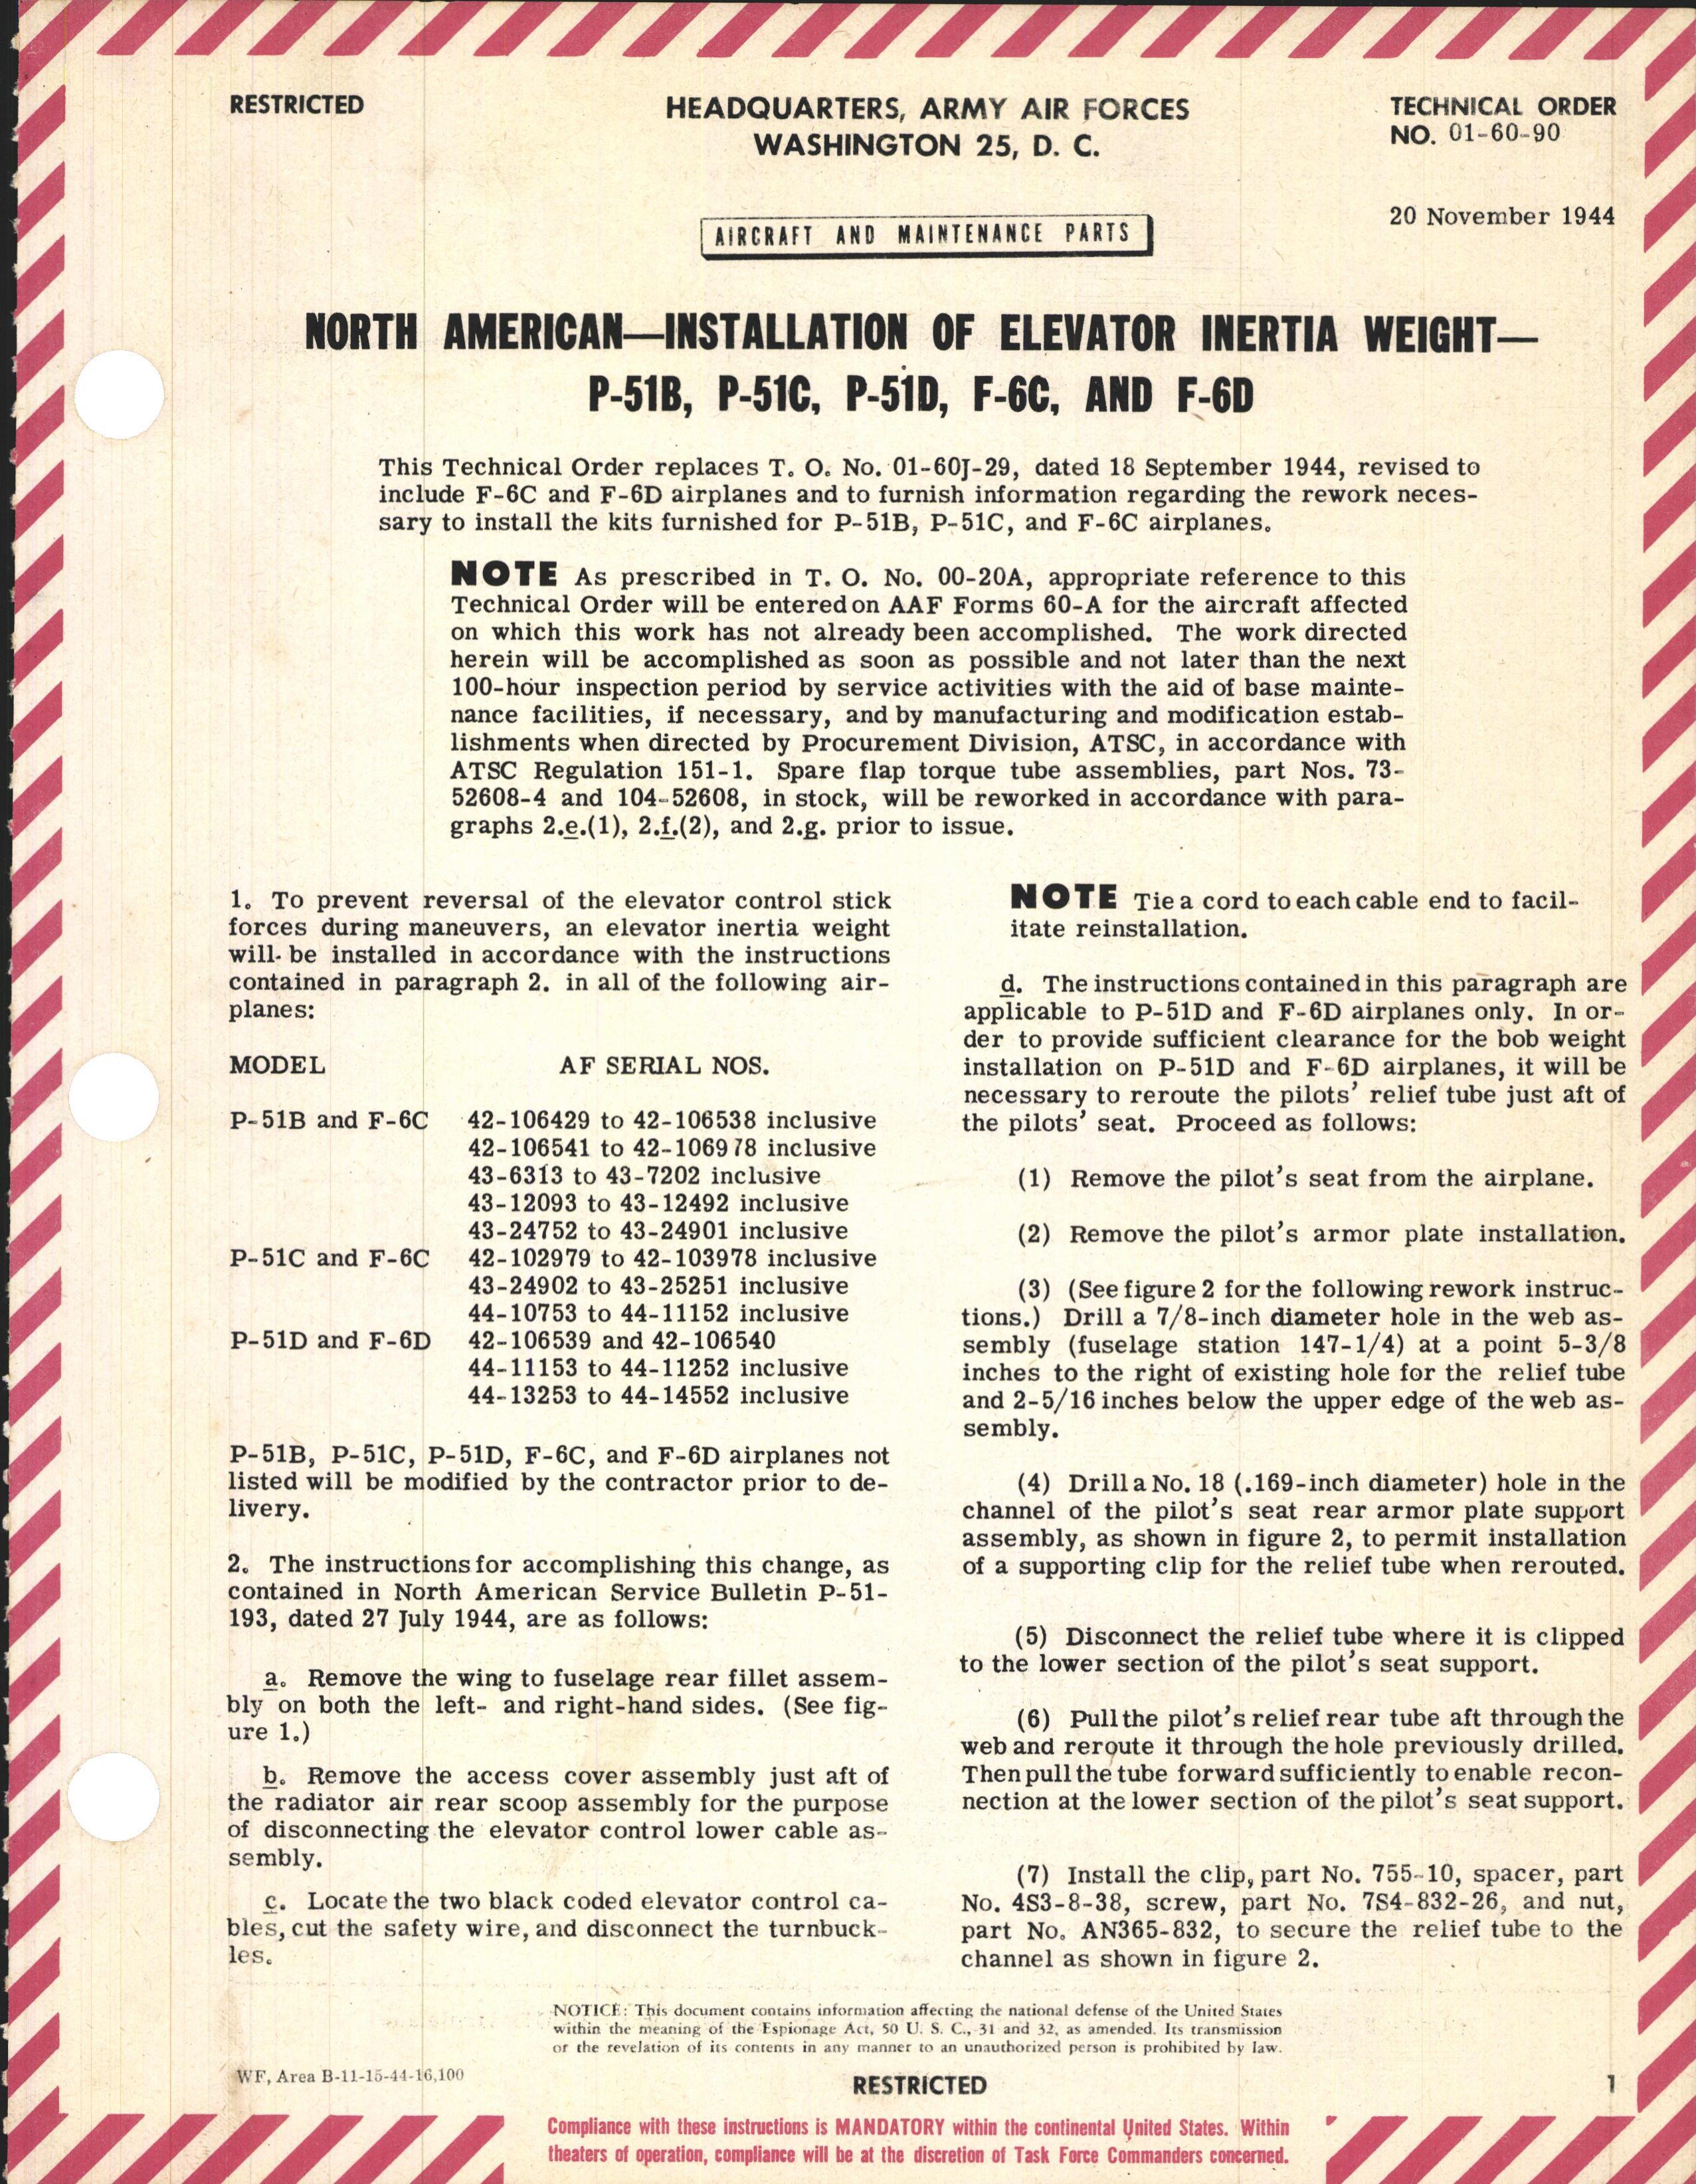 RESTRICTED
HEADQUARTERS, ARMY AIR FORCES
WASHINGTON 25, D. C.
TECHNICAL ORDER
NO. 01-60-90
20 November 1944
AIRCRAFT AND MAINTENANCE PARTS
NORTH AMERICAN—INSTALLATION OF ELEVATOR INERTIA WEIGHT—
P-51B, P-51C, P-51D, F-6C, AND F-6D
This Technical Order replaces T. O. No. 01-60J-29, dated 18 September 1944, revised to
include F-6C and F-6D airplanes and to furnish information regarding the rework neces-
sary to install the kits furnished for P-51B, P-51C, and F-6C airplanes.
NOTE As prescribed in T. O. No. 00-20A, appropriate reference to this
Technical Order will be entered on AAF Forms 60-A for the aircraft affected
on which this work has not already been accomplished. The work directed
herein will be accomplished as soon as possible and not later than the next
100-hour inspection period by service activities with the aid of base mainte-
nance facilities, if necessary, and by manufacturing and modification estab-
lishments when directed by Procurement Division, ATSC, in accordance with
ATSC Regulation 151-1. Spare flap torque tube assemblies, part Nos. 73-
52608-4 and 104-52608, in stock, will be reworked in accordance with para-
graphs 2.e.(1), 2.f.(2), and 2.g. prior to issue.
1. To prevent reversal of the elevator control stick
forces during maneuvers, an elevator inertia weight
will be installed in accordance with the instructions
contained in paragraph 2. in all of the following air-
planes:
MODEL AF SERIAL NOS.
P-51B and F-6C 42-106429 to 42-106538 inclusive
42-106541 to 42-106978 inclusive
43-6313 to 43-7202 inclusive
43-12093 to 43-12492 inclusive
43-24752 to 43-24901 inclusive
P-51C and F-6C 42-102979 to 42-103978 inclusive
43-24902 to 43-25251 inclusive
44-10753 to 44-11152 inclusive
P-51D and F-6D 42-106539 and 42-106540
44-11153 to 44-11252 inclusive
44-13253 to 44-14552 inclusive
P-51B, P-51C, P-51D, F-6C, and F-6D airplanes not
listed will be modified by the contractor prior to de-
livery.
2. The instructions for accomplishing this change, as
contained in North American Service Bulletin P-51-
193, dated 27 July 1944, are as follows:
a. Remove the wing to fuselage rear fillet assem-
bly on both the left- and right-hand sides. (See fig-
ure 1.)
b. Remove the access cover assembly just aft of
the radiator air rear scoop assembly for the purpose
of disconnecting the elevator control lower cable as-
sembly.
c. Locate the two black coded elevator control ca-
bles, cut the safety wire, and disconnect the turnbuck-
les.
NOTE Tie a cord to each cable end to facil-
itate reinstallation.
d. The instructions contained in this paragraph are
applicable to P-51D and F-6D airplanes only. In or-
der to provide sufficient clearance for the bob weight
installation on P-51D and F-6D airplanes, it will be
necessary to reroute the pilots' relief tube just aft of
the pilots' seat. Proceed as follows:
(1) Remove the pilot's seat from the airplane.
(2) Remove the pilot's armor plate installation.
(3) (See figure 2 for the following rework instruc-
tions.) Drill a 7/8-inch diameter hole in the web as-
sembly (fuselage station 147-1/4) at a point 5-3/8
inches to the right of existing hole for the relief tube
and 2-5/16 inches below the upper edge of the web as-
sembly.
(4) Drill a No. 18 (.169-inch diameter) hole in the
channel of the pilot's seat rear armor plate support
assembly, as shown in figure 2, to permit installation
of a supporting clip for the relief tube when rerouted.
(5) Disconnect the relief tube where it is clipped
to the lower section of the pilot's seat support.
(6) Pull the pilot's relief rear tube aft through the
web and reroute it through the hole previously drilled.
Then pull the tube forward sufficiently to enable recon-
nection at the lower section of the pilot's seat support.
(7) Install the clip, part No. 755-10, spacer, part
No. 4S3-8-38, screw, part No. 7S4-832-26, and nut,
part No. AN365-832, to secure the relief tube to the
channel as shown in figure 2.
NOTICE: This document contains information affecting the national defense of the United States
within the meaning of the Espionage Act, 50 U. S. C., 31 and 32, as amended. Its transmission
or the revelation of its contents in any manner to an unauthorized person is prohibited by law.
WF, Area B-11-15-44-16,100
RESTRICTED
1
Compliance with these instructions is MANDATORY within the continental United States. Within
theaters of operation, compliance will be at the discretion of Task Force Commanders concerned.